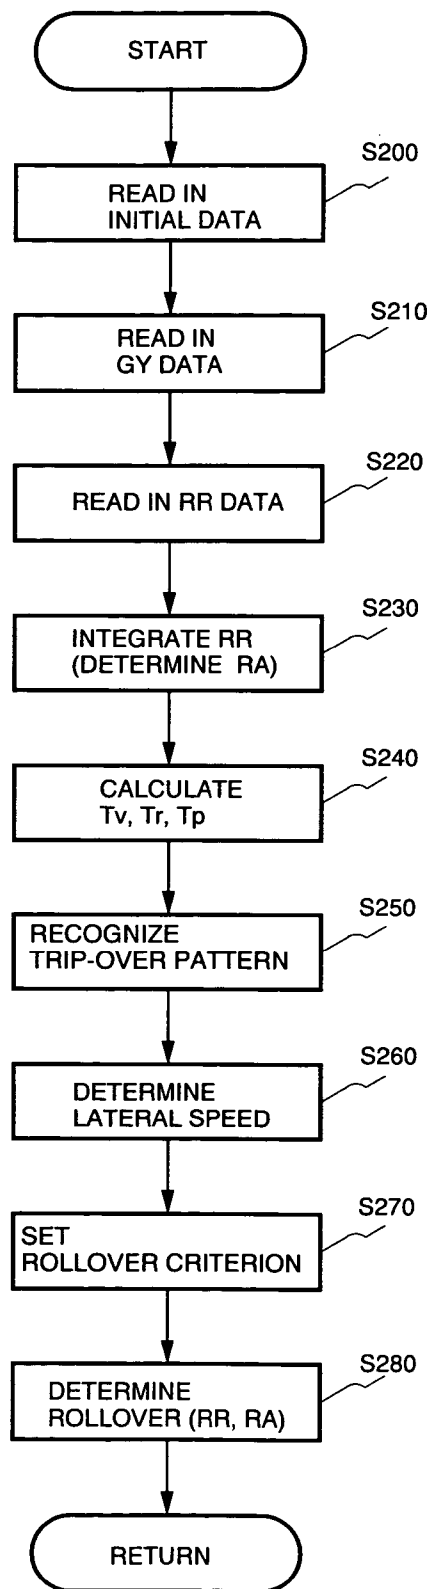 START
S200
READ IN
INITIAL DATA
S210
READ IN
GY DATA
S220
READ IN RR DATA
S230
INTEGRATE RR
(DETERMINE RA)
S240
CALCULATE
Tv, Tr, Tp
S250
RECOGNIZE
TRIP-OVER PATTERN
S260
DETERMINE
LATERAL SPEED
S270
SET
ROLLOVER CRITERION
S280
DETERMINE
ROLLOVER (RR, RA)
RETURN